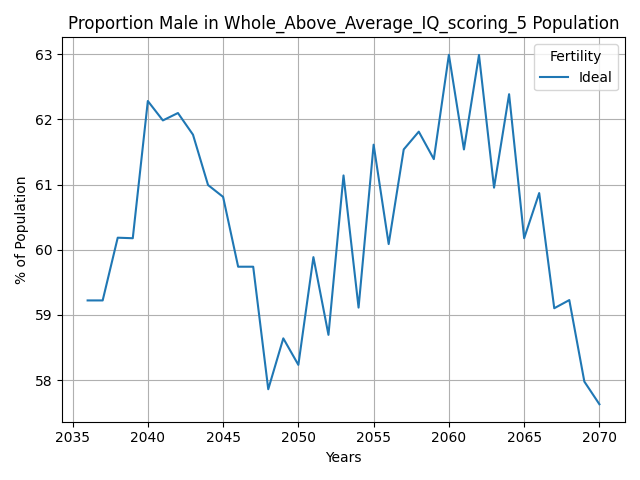 Proportion Male in Whole_Above_Average_IQ_scoring_5 Population
Fertility
Ideal
63
62
61
60
59
58
% of Population
2035 2040 2045 2050 2055 2060 2065 2070
Years